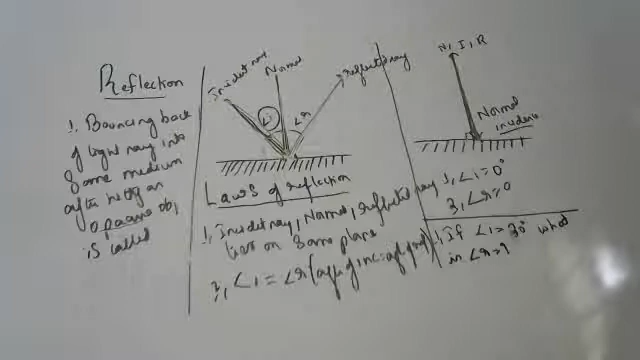 Reflection
1. Bouncing back
of light ray into
Same medium
after hitting an
opaque ob,
is called
Incident ray
Normal
reflected ray
∠i
∠r
Laws of reflection
1, Incident ray, Normal, reflected ray
lies on same plane
2, ∠i = ∠r
N, I, R
Normal
incidence
1, ∠i = 0°
2, ∠r = 0
1, If ∠i = 30° what
is ∠r = ?